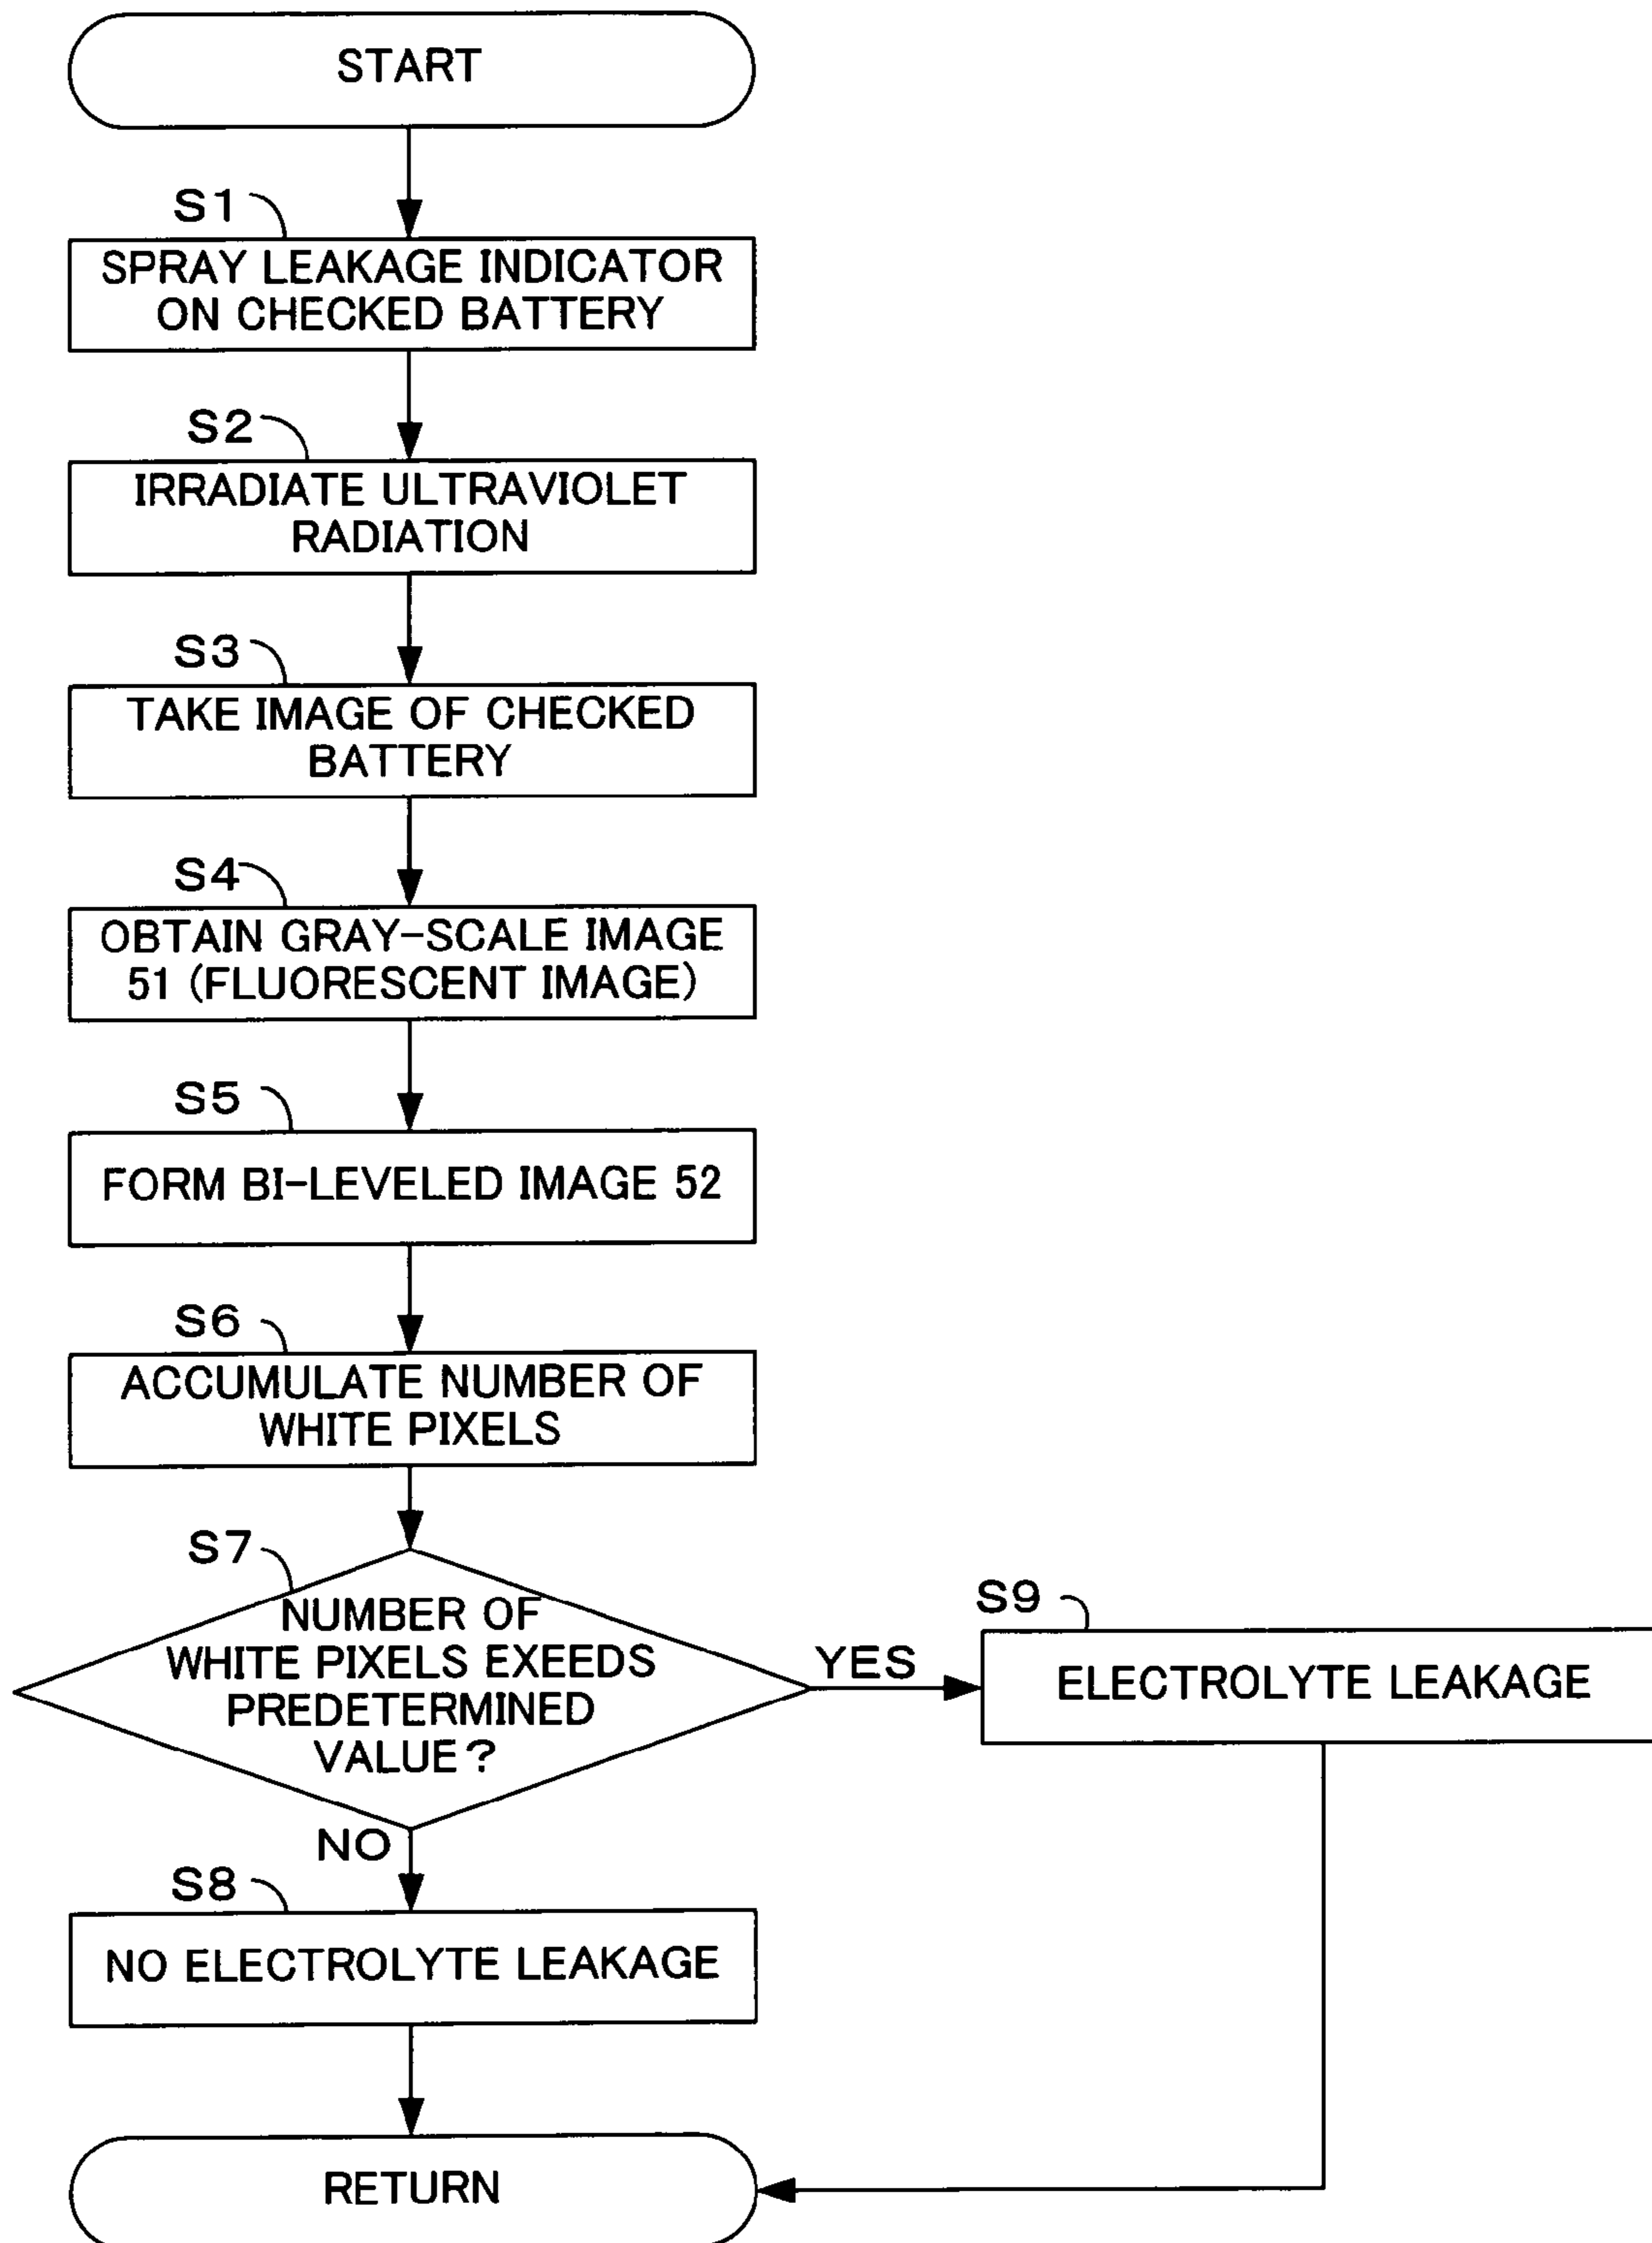 START
S1
SPRAY LEAKAGE INDICATOR
ON CHECKED BATTERY
S2
IRRADIATE ULTRAVIOLET
RADIATION
S3
TAKE IMAGE OF CHECKED
BATTERY
S4
OBTAIN GRAY-SCALE IMAGE
51 (FLUORESCENT IMAGE)
S5
FORM BI-LEVELED IMAGE 52
S6
ACCUMULATE NUMBER OF
WHITE PIXELS
S7
NUMBER OF
WHITE PIXELS EXEEDS
PREDETERMINED
VALUE?
YES
S9
ELECTROLYTE LEAKAGE
NO
S8
NO ELECTROLYTE LEAKAGE
RETURN